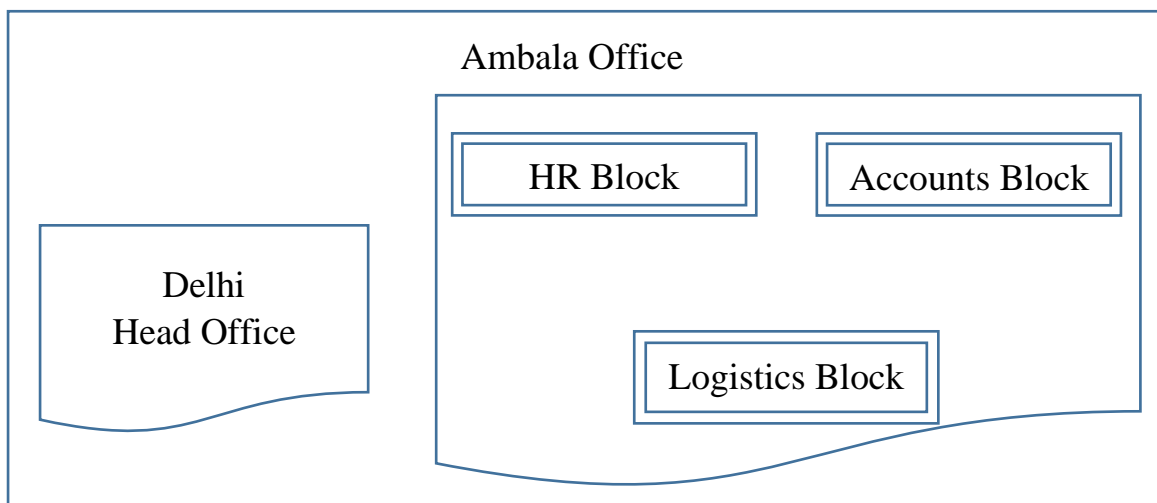 Ambala Office
HR Block
Accounts Block
Delhi
Head Office
Logistics Block